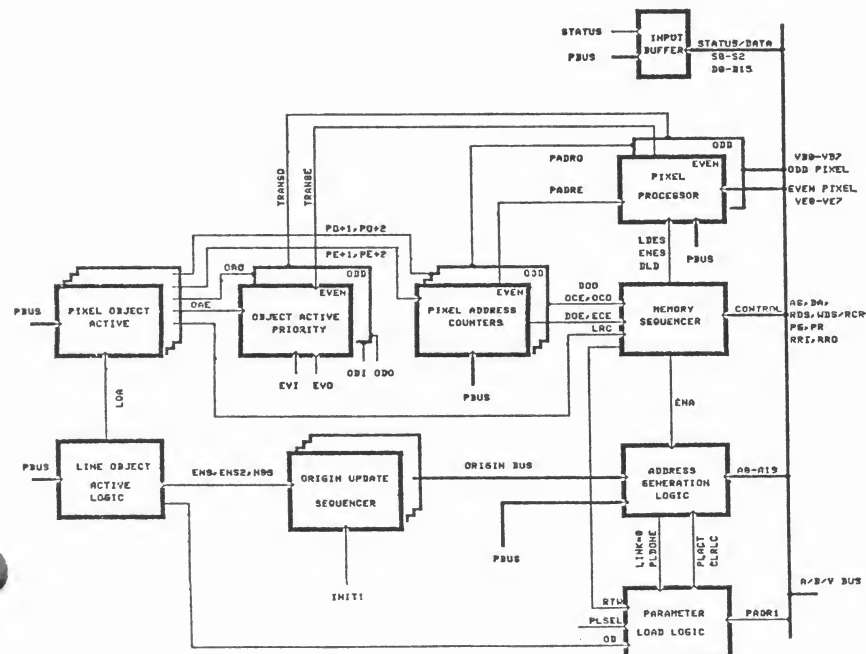 STATUS
PBUS
INPUT
BUFFER
STATUS/DATA
S0-S2
D0-D15
TRANSO
TRANSE
PADRO
PADRE
ODD
EVEN
PIXEL
PROCESSOR
VB0-VB7
ODD PIXEL
EVEN PIXEL
VE0-VE7
LDES
ENES
DLD
PBUS
PO+1,PO+2
PE+1,PE+2
OAO
OAE
PBUS
PIXEL OBJECT
ACTIVE
ODD
EVEN
OBJECT ACTIVE
PRIORITY
EVI
EVO
ODI
ODO
ODD
EVEN
PIXEL ADDRESS
COUNTERS
PBUS
DOO
OCE,OCO
DOE,ECE
LRC
MEMORY
SEQUENCER
CONTROL
AS,DA,
RDS,WDS/RCR
PS,PR
RRI,RRO
LOA
ENA
PBUS
LINE OBJECT
ACTIVE
LOGIC
ENS,ENS2,N95
ORIGIN UPDATE
SEQUENCER
INIT1
ORIGIN BUS
PBUS
ADDRESS
GENERATION
LOGIC
A0-A19
LINK=0
PLDONE
PLACT
CLRLC
A/D/V BUS
RTW
PLSEL
OD
PARAMETER
LOAD LOGIC
PADR1